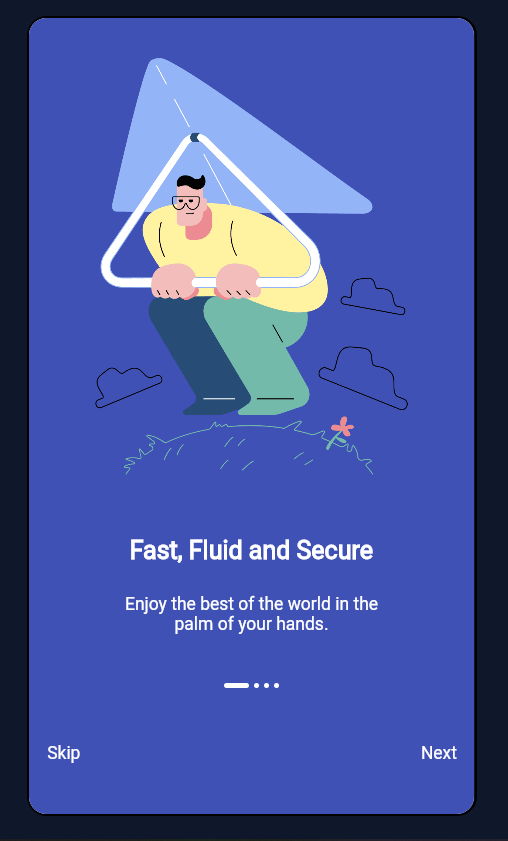 Fast, Fluid and Secure
Enjoy the best of the world in the
palm of your hands.
Skip
Next